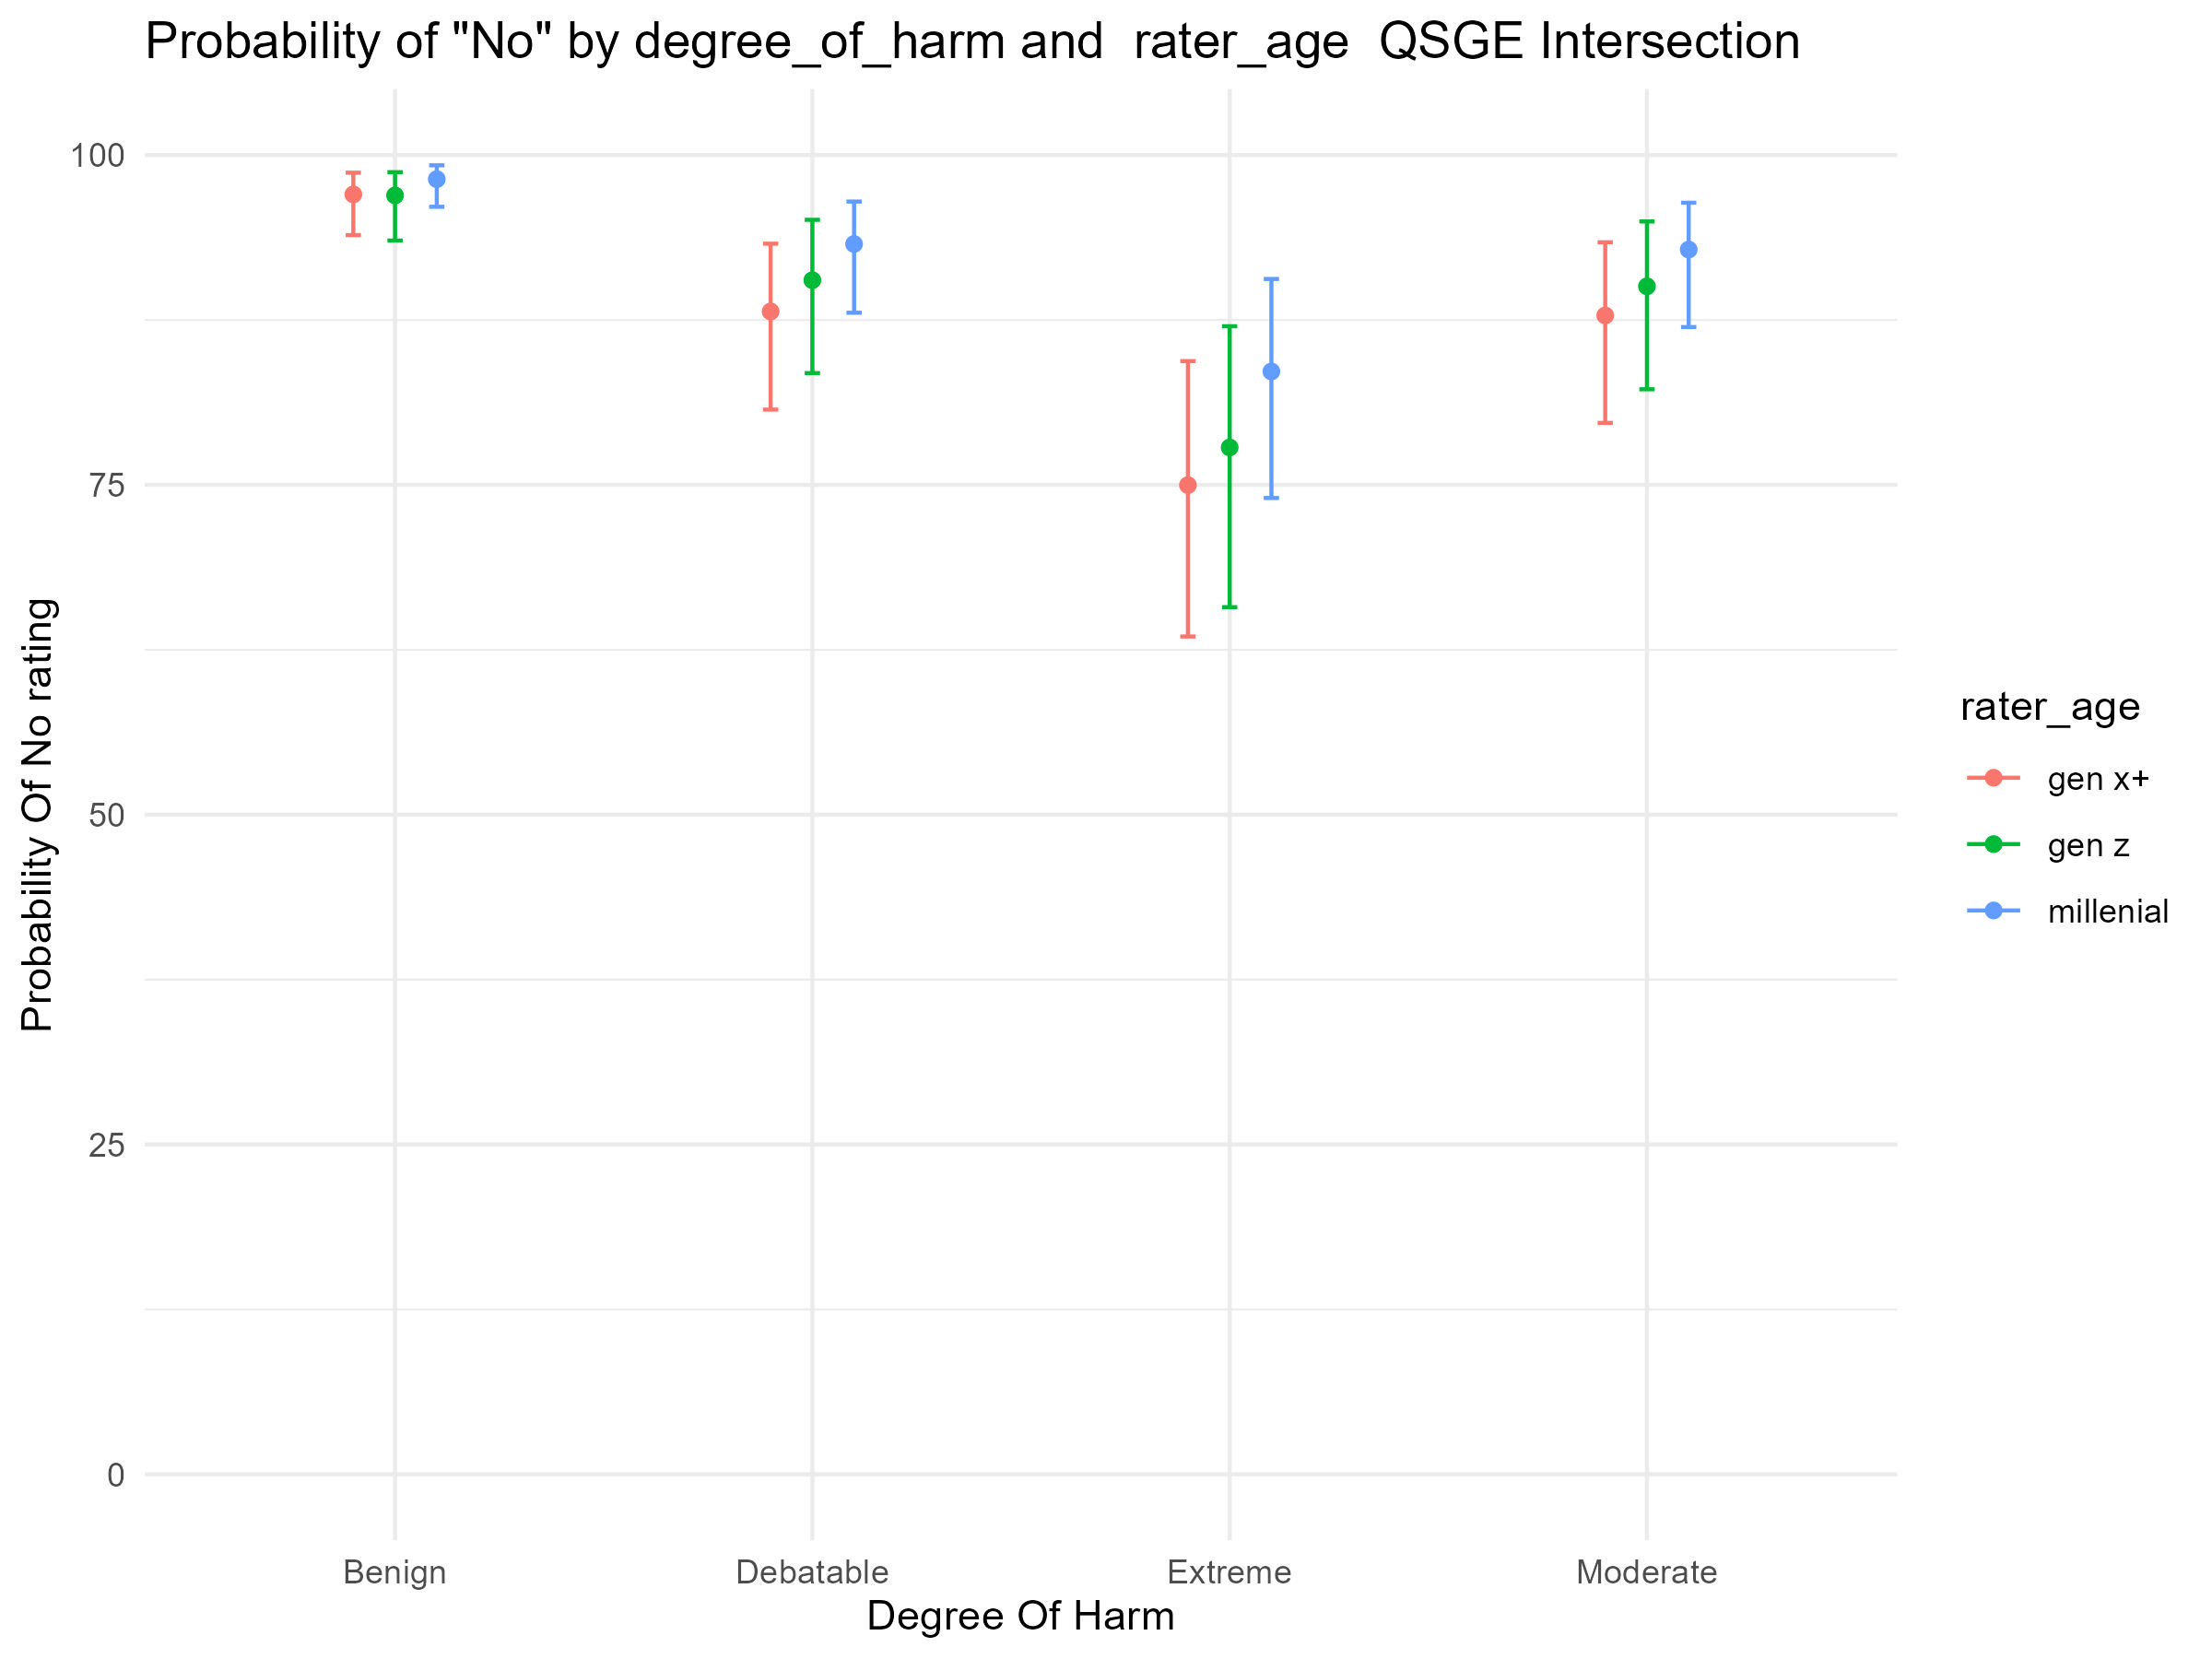 Probability of "No" by degree_of_harm and  rater_age  QSGE Intersection
Probability Of No rating
100
75
50
25
0
Benign
Debatable
Extreme
Moderate
Degree Of Harm
rater_age
gen x+
gen z
millenial